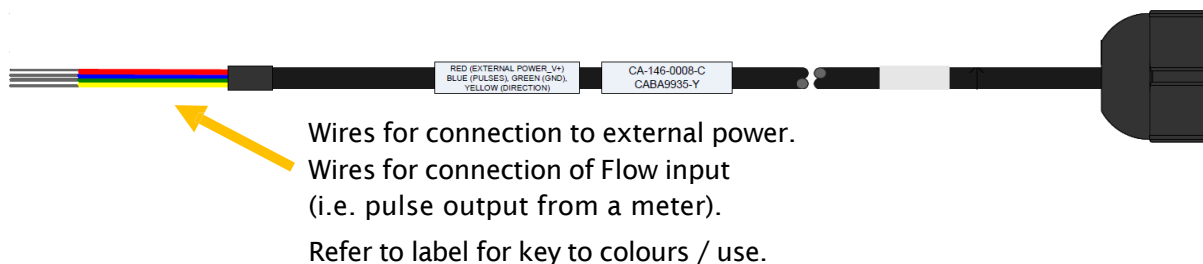 RED (EXTERNAL POWER_V+)
BLUE (PULSES), GREEN (GND),
YELLOW (DIRECTION)
CA-146-0008-C
CABA9935-Y
Wires for connection to external power.
Wires for connection of Flow input
(i.e. pulse output from a meter).
Refer to label for key to colours / use.